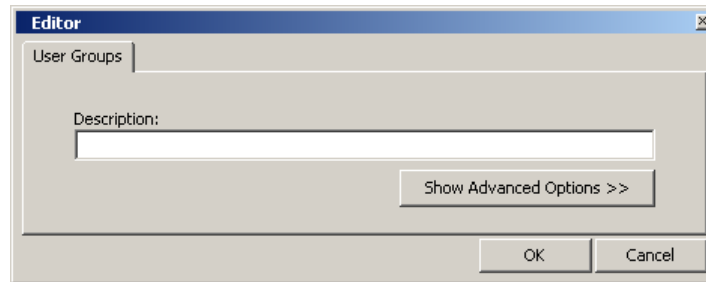 Editor
User Groups
Description:
Show Advanced Options >>
OK Cancel